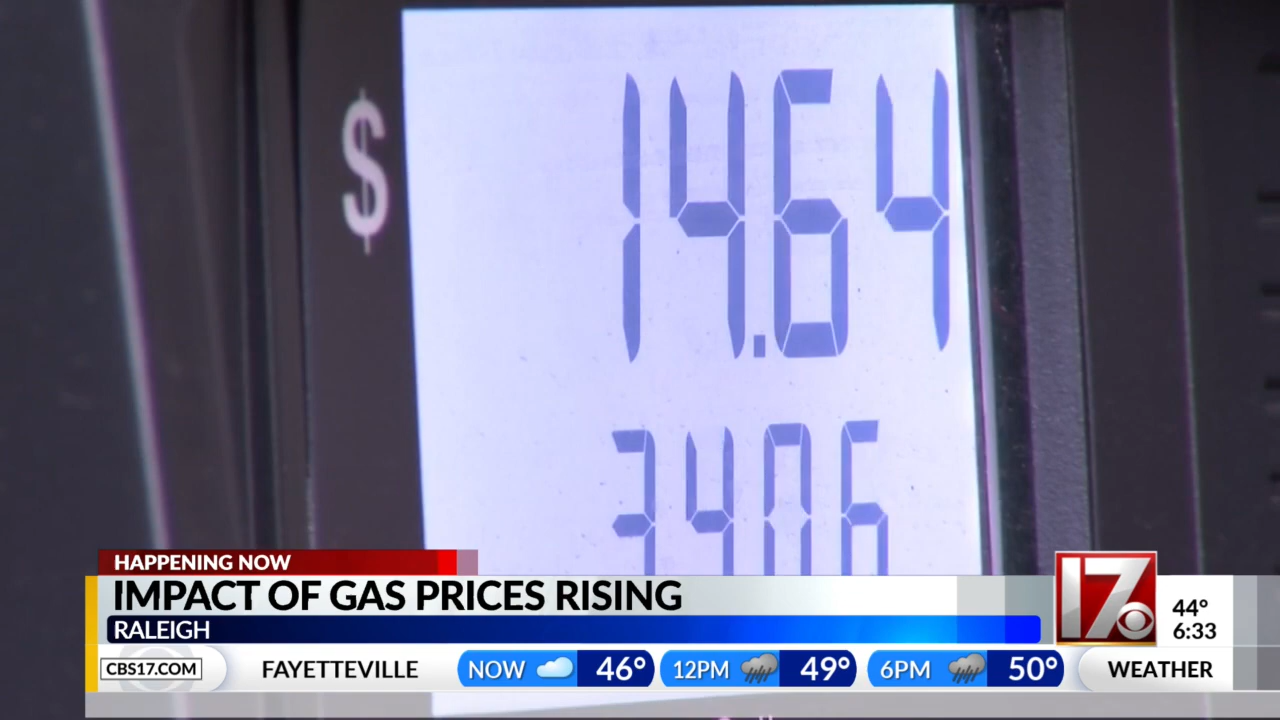 $ 14.64
3406
HAPPENING NOW
IMPACT OF GAS PRICES RISING
RALEIGH
17
44°
6:33
CBS17.COM
FAYETTEVILLE
NOW 46°
12PM 49°
6PM 50°
WEATHER